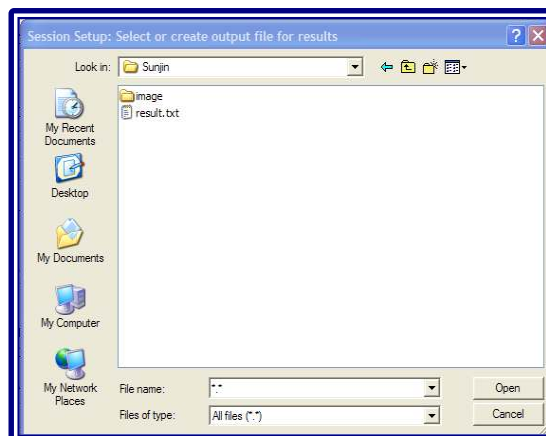 Session Setup: Select or create output file for results
Look in:
Sunjin
image
result.txt
My Recent
Documents
Desktop
My Documents
My Computer
My Network
Places
File name:
*.*
Open
Files of type:
All files (*.*)
Cancel